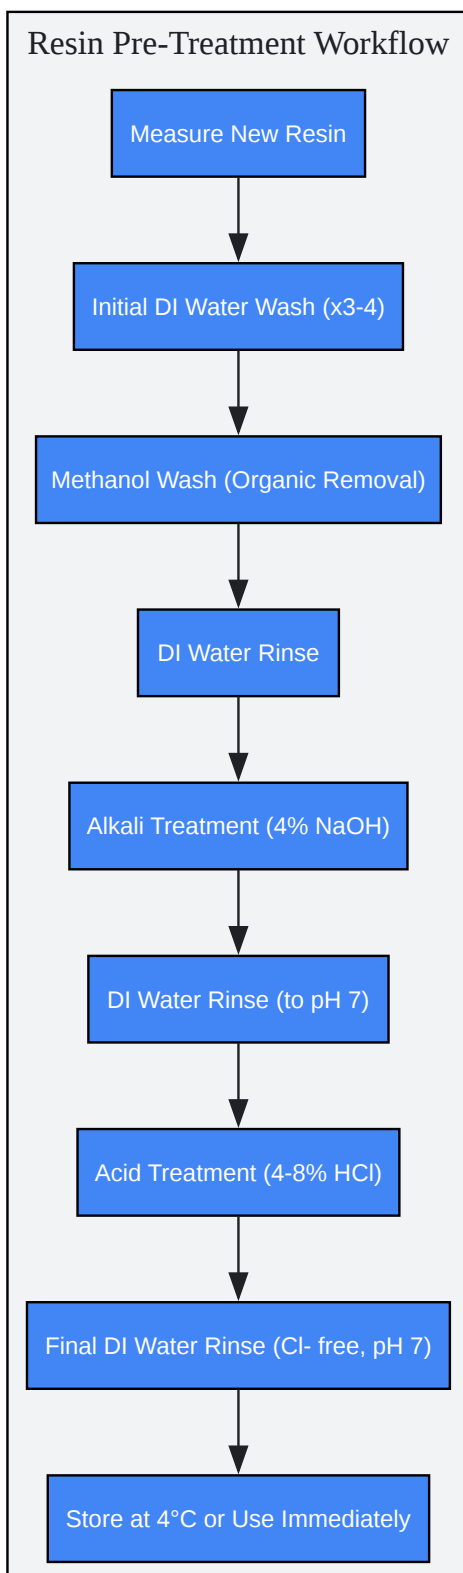 Resin Pre-Treatment Workflow
Measure New Resin
Initial DI Water Wash (x3-4)
Methanol Wash (Organic Removal)
DI Water Rinse
Alkali Treatment (4% NaOH)
DI Water Rinse (to pH 7)
Acid Treatment (4-8% HCl)
Final DI Water Rinse (Cl- free, pH 7)
Store at 4°C or Use Immediately